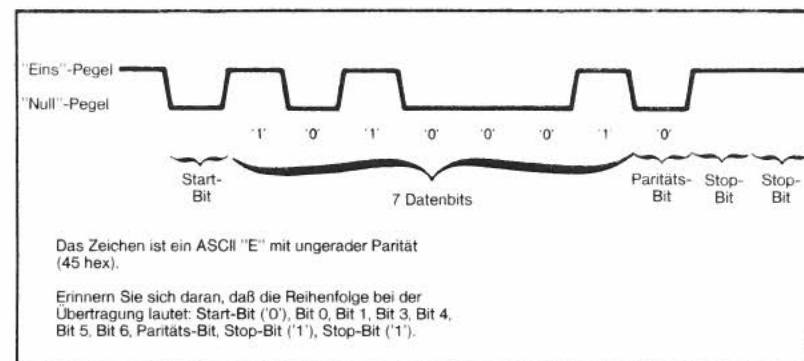 "Eins"-Pegel
"Null"-Pegel
'1' '0' '1' '0' '0' '0' '1 '0'
Start-
Bit
7 Datenbits
Paritäts-
Bit
Stop-
Bit
Stop-
Bit
Das Zeichen ist ein ASCII "E" mit ungerader Parität
(45 hex).
Erinnern Sie sich daran, daß die Reihenfolge bei der
Übertragung lautet: Start-Bit ('0'), Bit 0, Bit 1, Bit 3, Bit 4,
Bit 5, Bit 6, Paritäts-Bit, Stop-Bit ('1'), Stop-Bit ('1').